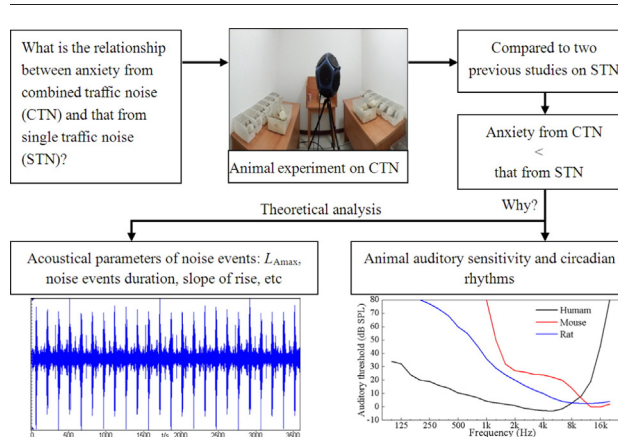 What is the relationship
between anxiety from
combined traffic noise
(CTN) and that from
single traffic noise
(STN)?
Animal experiment on CTN
Compared to two
previous studies on STN
Anxiety from CTN
<
that from STN
Theoretical analysis
Why?
Acoustical parameters of noise events: LAmax,
noise events duration, slope of rise, etc
0
500
1000
t/s
2000
2500
3000
3500
Animal auditory sensitivity and circadian
rhythms
Auditory threshold (dB SPL)
80
70
60
50
40
30
20
10
0
-10
Humam
Mouse
Rat
125
250
500
1k
2k
4k
8k
16k
Frequency (Hz)